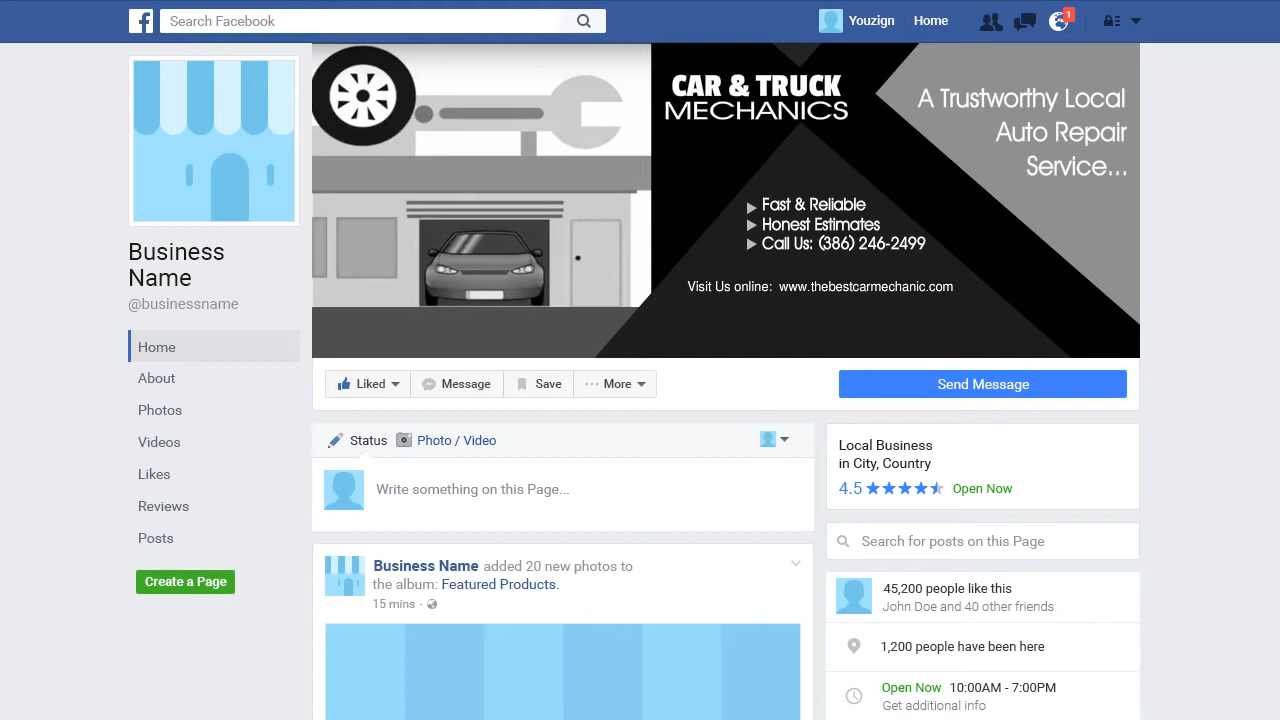 Search Facebook
Youzign
Home
1
CAR & TRUCK
MECHANICS
A Trustworthy Local
Auto Repair
Service...
Fast & Reliable
Honest Estimates
Call Us: (386) 246-2499
Visit Us online: www.thebestcarmechanic.com
Business
Name
@businessname
Home
About
Photos
Videos
Likes
Reviews
Posts
Create a Page
Liked
Message
Save
More
Send Message
Status
Photo / Video
Write something on this Page...
Business Name added 20 new photos to
the album: Featured Products.
15 mins ·
Local Business
in City, Country
4.5
Open Now
Search for posts on this Page
45,200 people like this
John Doe and 40 other friends
1,200 people have been here
Open Now 10:00AM - 7:00PM
Get additional info